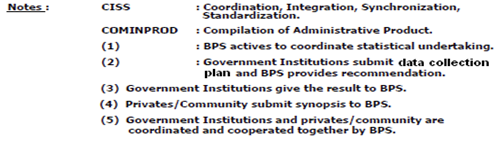 Notes : CISS : Coordination, Integration, Synchronization,
Standardization.
COMINPROD : Compilation of Administrative Product.
(1) : BPS actives to coordinate statistical undertaking.
(2) : Government Institutions submit data collection
plan and BPS provides recommendation.
(3) Government Institutions give the result to BPS.
(4) Privates/Community submit synopsis to BPS.
(5) Government Institutions and privates/community are
coordinated and cooperated together by BPS.